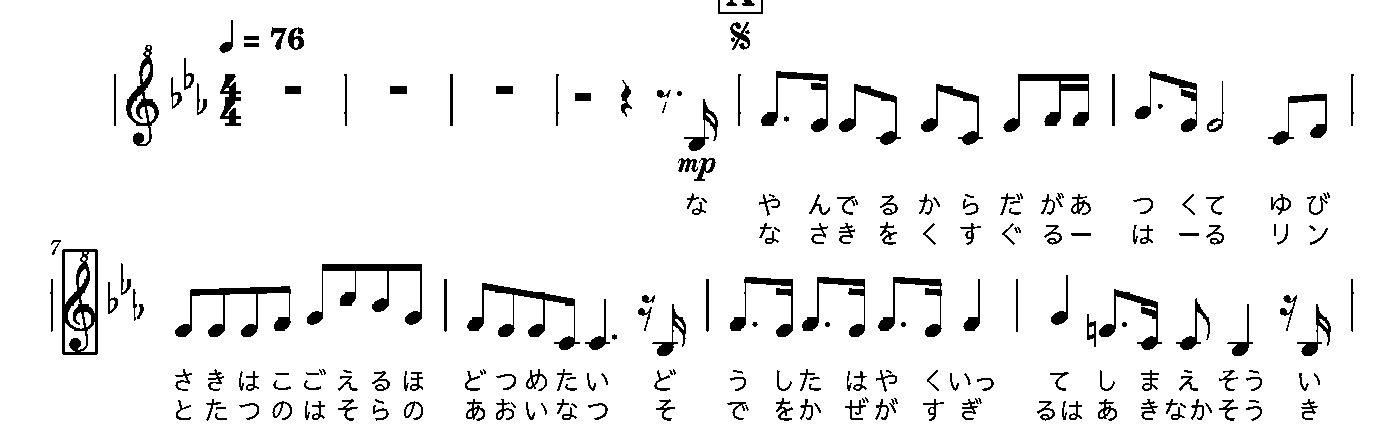 8
= 76
A
4
4
mp
な や んで る か ら だ があ つ くて ゆ び
な さき を く す ぐ るー は ーる リ ン
7
8
さ き は こ ご え る ほ ど つ め た い ど う した はや くいっ て し ま え そう い
と た つ の は そ ら の あ お い な つ そ で をか ぜが す ぎ るは あ きなか そう き